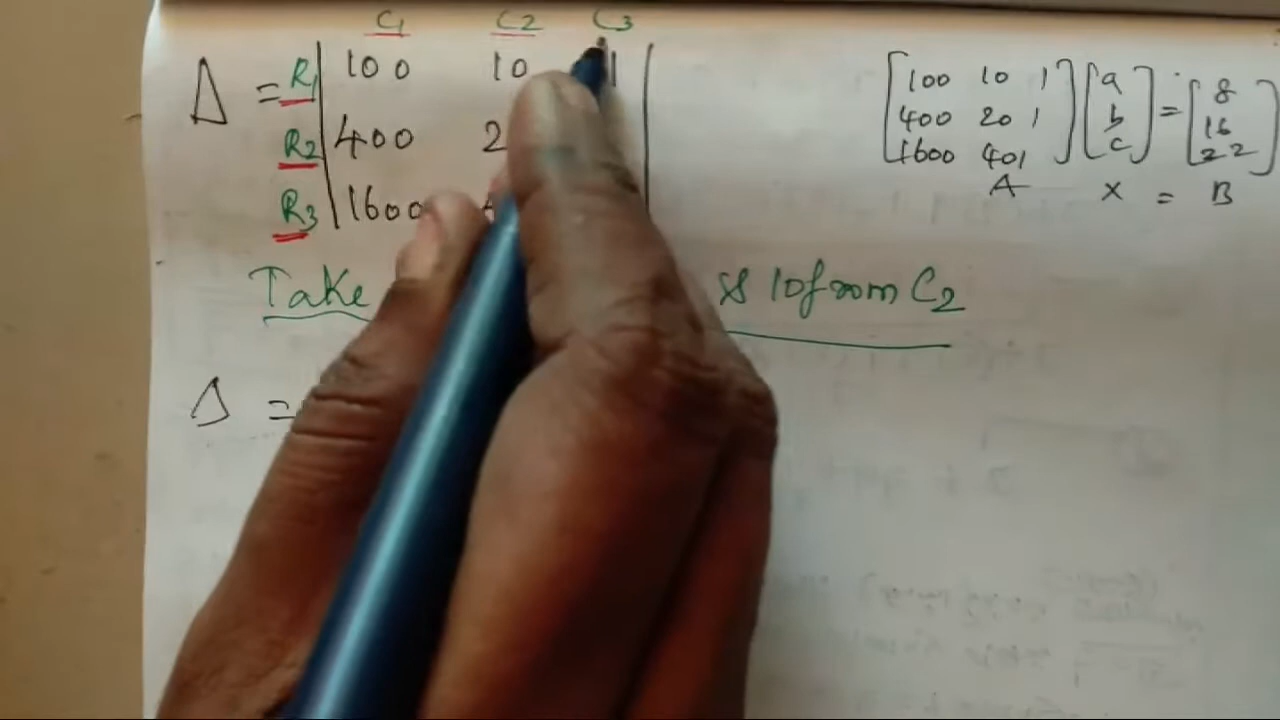 C1 C2 C3
Δ = R1 | 100 10 1 |
R2 | 400 2
R3 | 1600
[100 10 1] [a] = [8]
[400 20 1] [b] [16]
[1600 40 1] [c] [22]
A X = B
Take & 10 from C2
Δ =